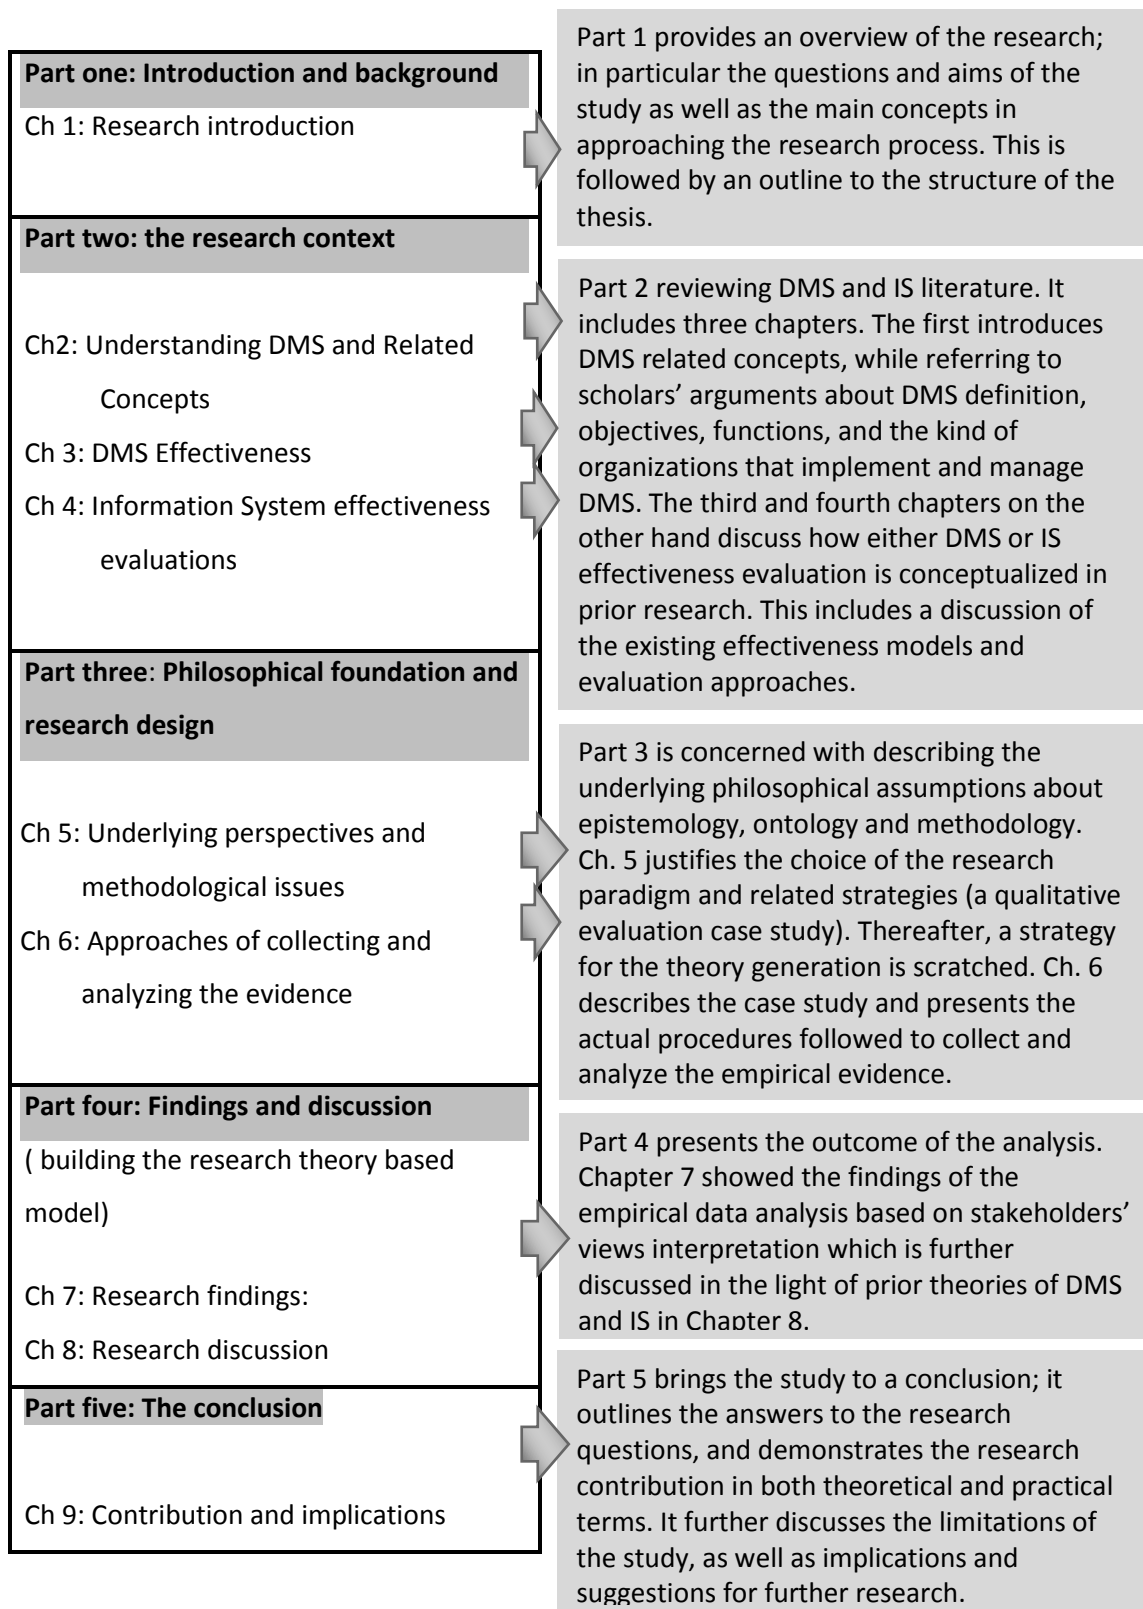 Part one: Introduction and background
Ch 1: Research introduction
Part 1 provides an overview of the research;
in particular the questions and aims of the
study as well as the main concepts in
approaching the research process. This is
followed by an outline to the structure of the
thesis.
Part two: the research context
Ch2: Understanding DMS and Related
Concepts
Ch 3: DMS Effectiveness
Ch 4: Information System effectiveness
evaluations
Part 2 reviewing DMS and IS literature. It
includes three chapters. The first introduces
DMS related concepts, while referring to
scholars’ arguments about DMS definition,
objectives, functions, and the kind of
organizations that implement and manage
DMS. The third and fourth chapters on the
other hand discuss how either DMS or IS
effectiveness evaluation is conceptualized in
prior research. This includes a discussion of
the existing effectiveness models and
evaluation approaches.
Part three: Philosophical foundation and
research design
Ch 5: Underlying perspectives and
methodological issues
Ch 6: Approaches of collecting and
analyzing the evidence
Part 3 is concerned with describing the
underlying philosophical assumptions about
epistemology, ontology and methodology.
Ch. 5 justifies the choice of the research
paradigm and related strategies (a qualitative
evaluation case study). Thereafter, a strategy
for the theory generation is scratched. Ch. 6
describes the case study and presents the
actual procedures followed to collect and
analyze the empirical evidence.
Part four: Findings and discussion
( building the research theory based
model)
Ch 7: Research findings:
Ch 8: Research discussion
Part 4 presents the outcome of the analysis.
Chapter 7 showed the findings of the
empirical data analysis based on stakeholders’
views interpretation which is further
discussed in the light of prior theories of DMS
and IS in Chapter 8.
Part five: The conclusion
Ch 9: Contribution and implications
Part 5 brings the study to a conclusion; it
outlines the answers to the research
questions, and demonstrates the research
contribution in both theoretical and practical
terms. It further discusses the limitations of
the study, as well as implications and
suggestions for further research.